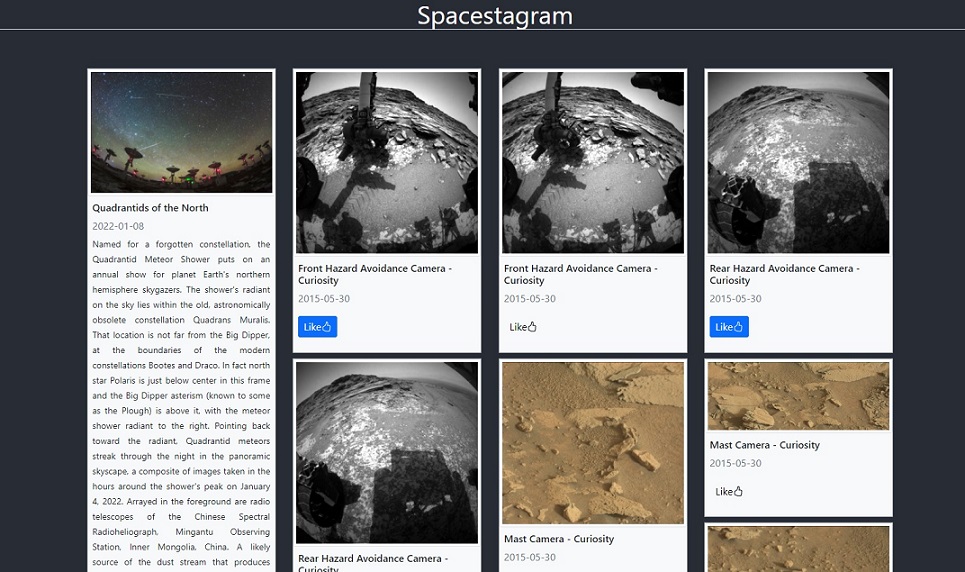 Spacestagram
Quadrantids of the North
2022-01-08
Named for a forgotten constellation, the
Quadrantid Meteor Shower puts on an
annual show for planet Earth's northern
hemisphere skygazers. The shower's radiant
on the sky lies within the old, astronomically
obsolete constellation Quadrans Muralis.
That location is not far from the Big Dipper,
at the boundaries of the modern
constellations Bootes and Draco. In fact north
star Polaris is just below center in this frame
and the Big Dipper asterism (known to some
as the Plough) is above it, with the meteor
shower radiant to the right. Pointing back
toward the radiant, Quadrantid meteors
streak through the night in the panoramic
skyscape, a composite of images taken in the
hours around the shower's peak on January
4, 2022. Arrayed in the foreground are radio
telescopes of the Chinese Spectral
Radioheliograph, Mingantu Observing
Station, Inner Mongolia, China. A likely
source of the dust stream that produces
Front Hazard Avoidance Camera -
Curiosity
2015-05-30
Like
Rear Hazard Avoidance Camera -
Curiosity
Front Hazard Avoidance Camera -
Curiosity
2015-05-30
Like
Mast Camera - Curiosity
2015-05-30
Rear Hazard Avoidance Camera -
Curiosity
2015-05-30
Like
Mast Camera - Curiosity
2015-05-30
Like